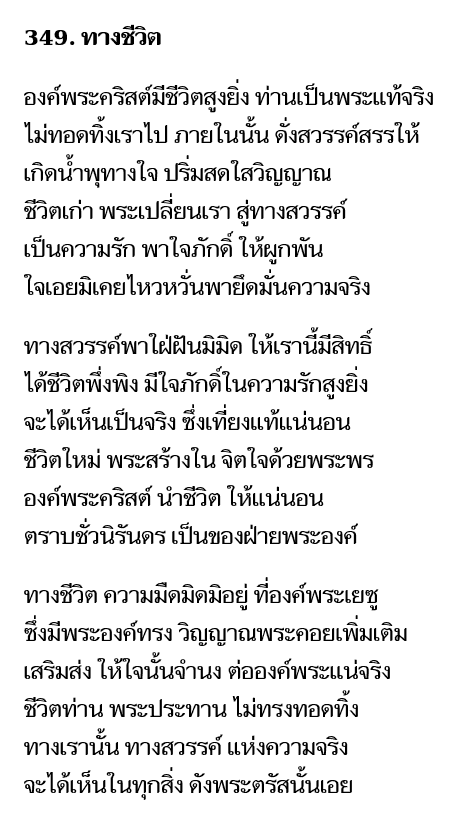 349. ทางชีวิต
องค์พระคริสต์มีชีวิตสูงยิ่ง ท่านเป็นพระแท้จริง
ไม่ทอดทิ้งเราไป ภายในนั้น ดั่งสวรรค์สรรให้
เกิดน้ำพุทางใจ ปริ่มสดใสวิญญาณ
ชีวิตเก่า พระเปลี่ยนเรา สู่ทางสวรรค์
เป็นความรัก พาใจภักดิ์ ให้ผูกพัน
ใจเอยมิเคยไหวหวั่นพายึดมั่นความจริง
ทางสวรรค์พาใฝ่ฝันมิมิด ให้เรานี้มีสิทธิ์
ได้ชีวิตพึ่งพิง มีใจภักดิ์ในความรักสูงยิ่ง
จะได้เห็นเป็นจริง ซึ่งเที่ยงแท้แน่นอน
ชีวิตใหม่ พระสร้างใน จิตใจด้วยพระพร
องค์พระคริสต์ นำชีวิต ให้แน่นอน
ตราบชั่วนิรันดร เป็นของฝ่ายพระองค์
ทางชีวิต ความมืดมิดมิอยู่ ที่องค์พระเยซู
ซึ่งมีพระองค์ทรง วิญญาณพระคอยเพิ่มเติม
เสริมส่ง ให้ใจนั้นจำนง ต่อองค์พระแน่จริง
ชีวิตท่าน พระประทาน ไม่ทรงทอดทิ้ง
ทางเรานั้น ทางสวรรค์ แห่งความจริง
จะได้เห็นในทุกสิ่ง ดังพระตรัสนั้นเอย